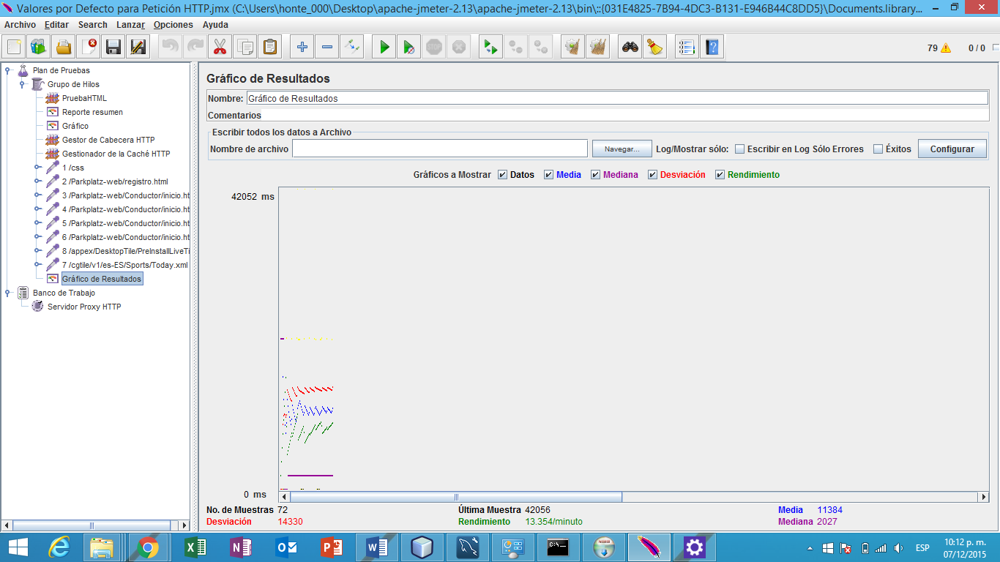 Valores por Defecto para Petición HTTP.jmx (C:\Users\honte_000\Desktop\apache-jmeter-2.13\apache-jmeter-2.13\bin\::{031E4825-7B94-4DC3-B131-E946B44C8DD5}\Documents.library...
Archivo Editar Search Lanzar Opciones Ayuda
STOP
79 0 / 0
Plan de Pruebas
Grupo de Hilos
PruebaHTML
Reporte resumen
Gráfico
Gestor de Cabecera HTTP
Gestionador de la Caché HTTP
1 /css
2 /Parkplatz-web/registro.html
3 /Parkplatz-web/Conductor/inicio.ht
4 /Parkplatz-web/Conductor/inicio.ht
5 /Parkplatz-web/Conductor/inicio.ht
6 /Parkplatz-web/Conductor/inicio.ht
8 /appex/DesktopTile/PreInstallLiveTi
7 /cgtile/v1/es-ES/Sports/Today.xml
Gráfico de Resultados
Banco de Trabajo
Servidor Proxy HTTP
Gráfico de Resultados
Nombre: Gráfico de Resultados
Comentarios
Escribir todos los datos a Archivo
Nombre de archivo Navegar... Log/Mostrar sólo: Escribir en Log Sólo Errores Éxitos Configurar
Gráficos a Mostrar Datos Media Mediana Desviación Rendimiento
42052 ms
0 ms
No. de Muestras 72 Última Muestra 42056 Media 11384
Desviación 14330 Rendimiento 13.354/minuto Mediana 2027
ESP
10:12 p. m.
07/12/2015